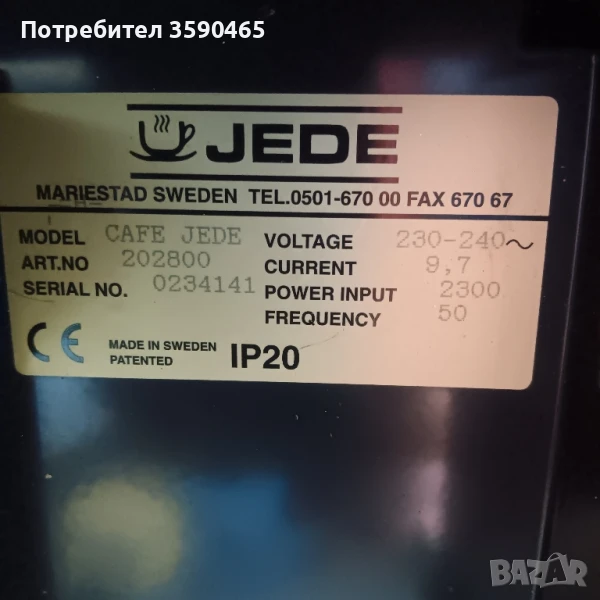 Потребител 3590465
JEDE
MARIESTAD SWEDEN TEL.0501-670 00 FAX 670 67
MODEL CAFE JEDE VOLTAGE 230-240~
ART.NO 202800 CURRENT 9,7
SERIAL NO. 0234141 POWER INPUT 2300
FREQUENCY 50
CE MADE IN SWEDEN PATENTED IP20
BAZAR